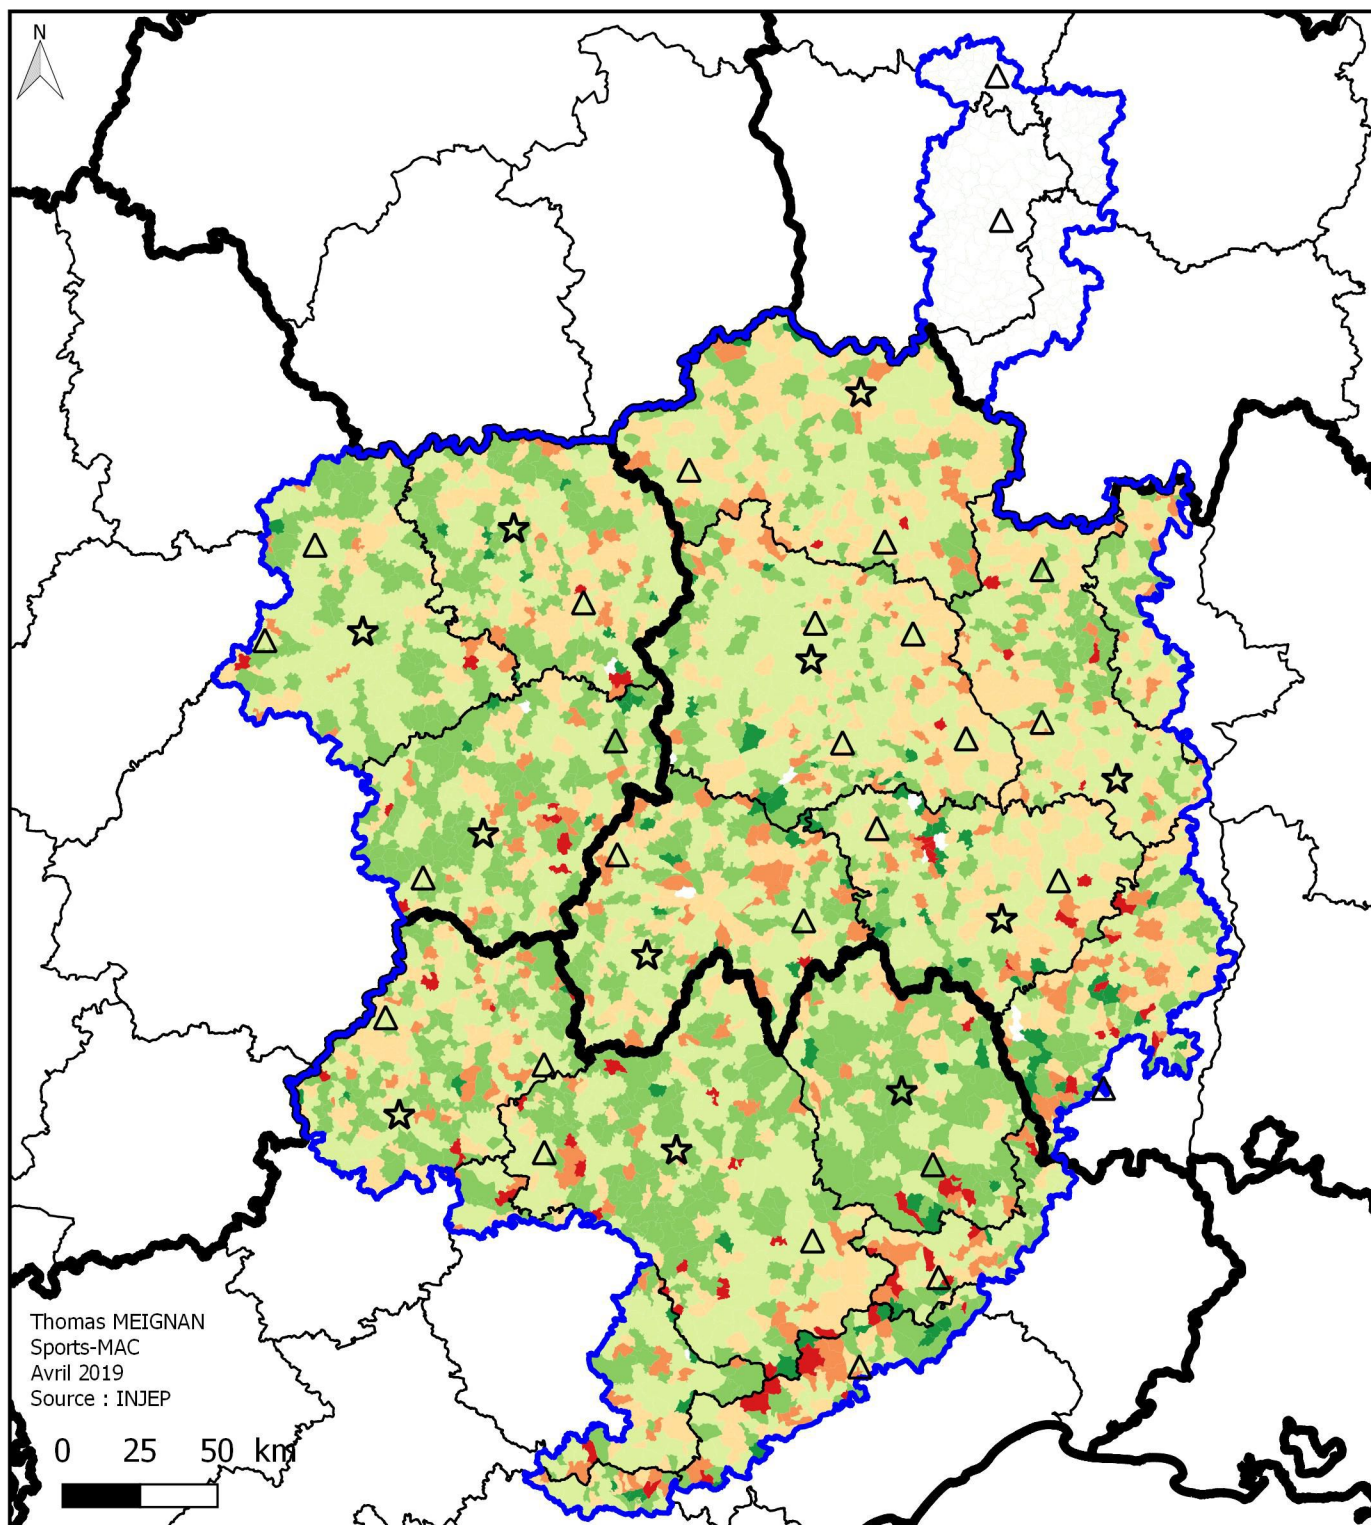 N
Thomas MEIGNAN
Sports-MAC
Avril 2019
Source : INJEP
0 25 50 km